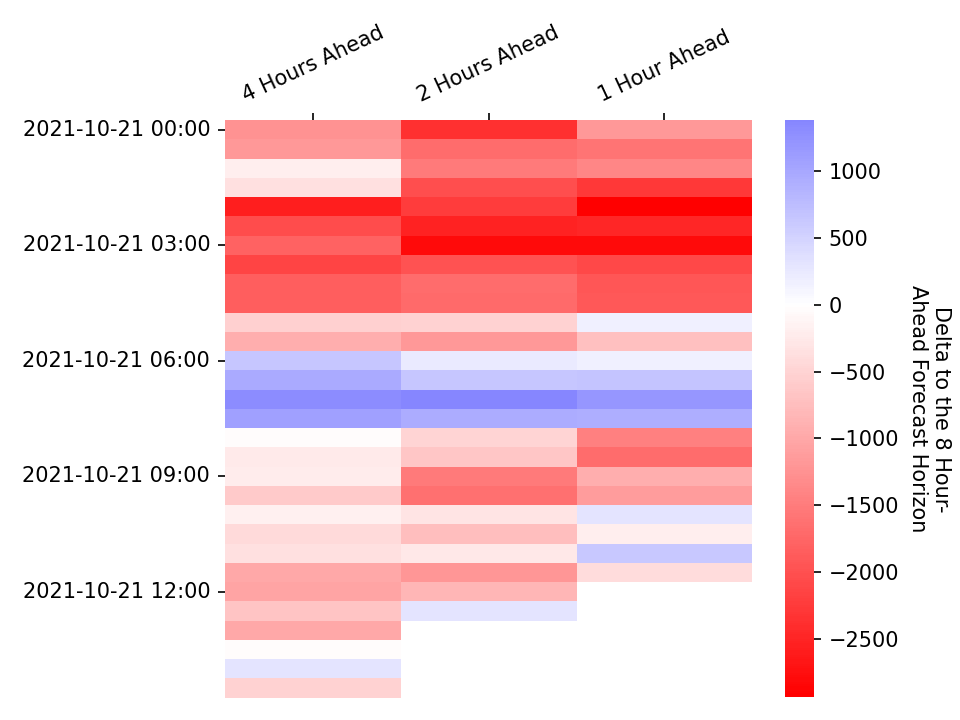 4 Hours Ahead
2 Hours Ahead
1 Hour Ahead
2021-10-21 00:00
2021-10-21 03:00
2021-10-21 06:00
2021-10-21 09:00
2021-10-21 12:00
1000
500
0
−500
−1000
−1500
−2000
−2500
Delta to the 8 Hour-
Ahead Forecast Horizon